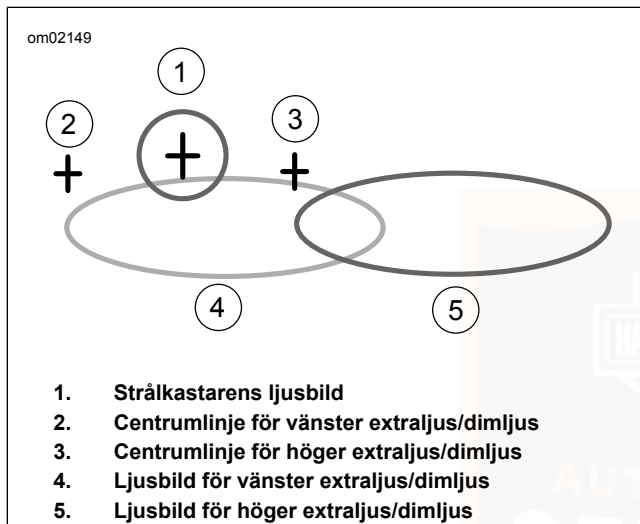 om02149
1
2
3
4
5
1. Strålkastarens ljusbild
2. Centrumlinje för vänster extraljus/dimljus
3. Centrumlinje för höger extraljus/dimljus
4. Ljusbild för vänster extraljus/dimljus
5. Ljusbild för höger extraljus/dimljus